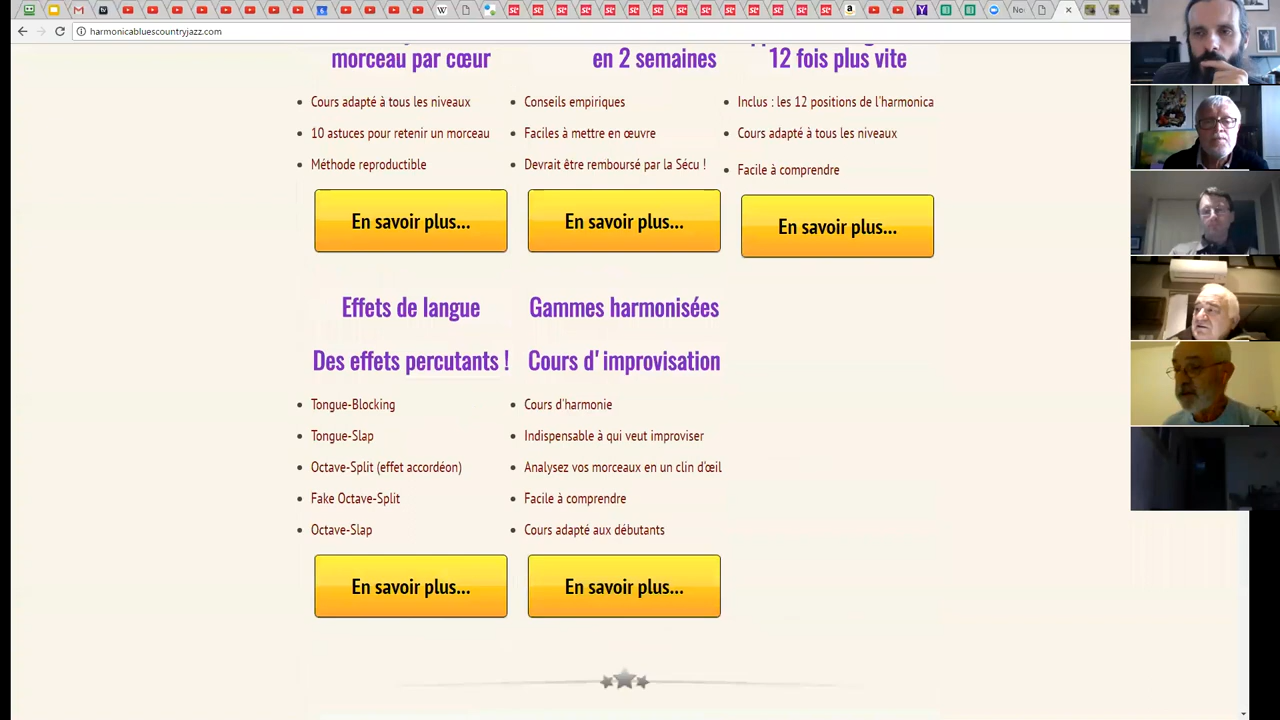 No
harmonicabluescountryjazz.com
morceau par cœur
Cours adapté à tous les niveaux
10 astuces pour retenir un morceau
Méthode reproductible
En savoir plus...
en 2 semaines
Conseils empiriques
Faciles à mettre en œuvre
Devrait être remboursé par la Sécu !
En savoir plus...
12 fois plus vite
Inclus : les 12 positions de l'harmonica
Cours adapté à tous les niveaux
Facile à comprendre
En savoir plus...
Effets de langue
Des effets percutants !
Tongue-Blocking
Tongue-Slap
Octave-Split (effet accordéon)
Fake Octave-Split
Octave-Slap
En savoir plus...
Gammes harmonisées
Cours d'improvisation
Cours d'harmonie
Indispensable à qui veut improviser
Analysez vos morceaux en un clin d'œil
Facile à comprendre
Cours adapté aux débutants
En savoir plus...